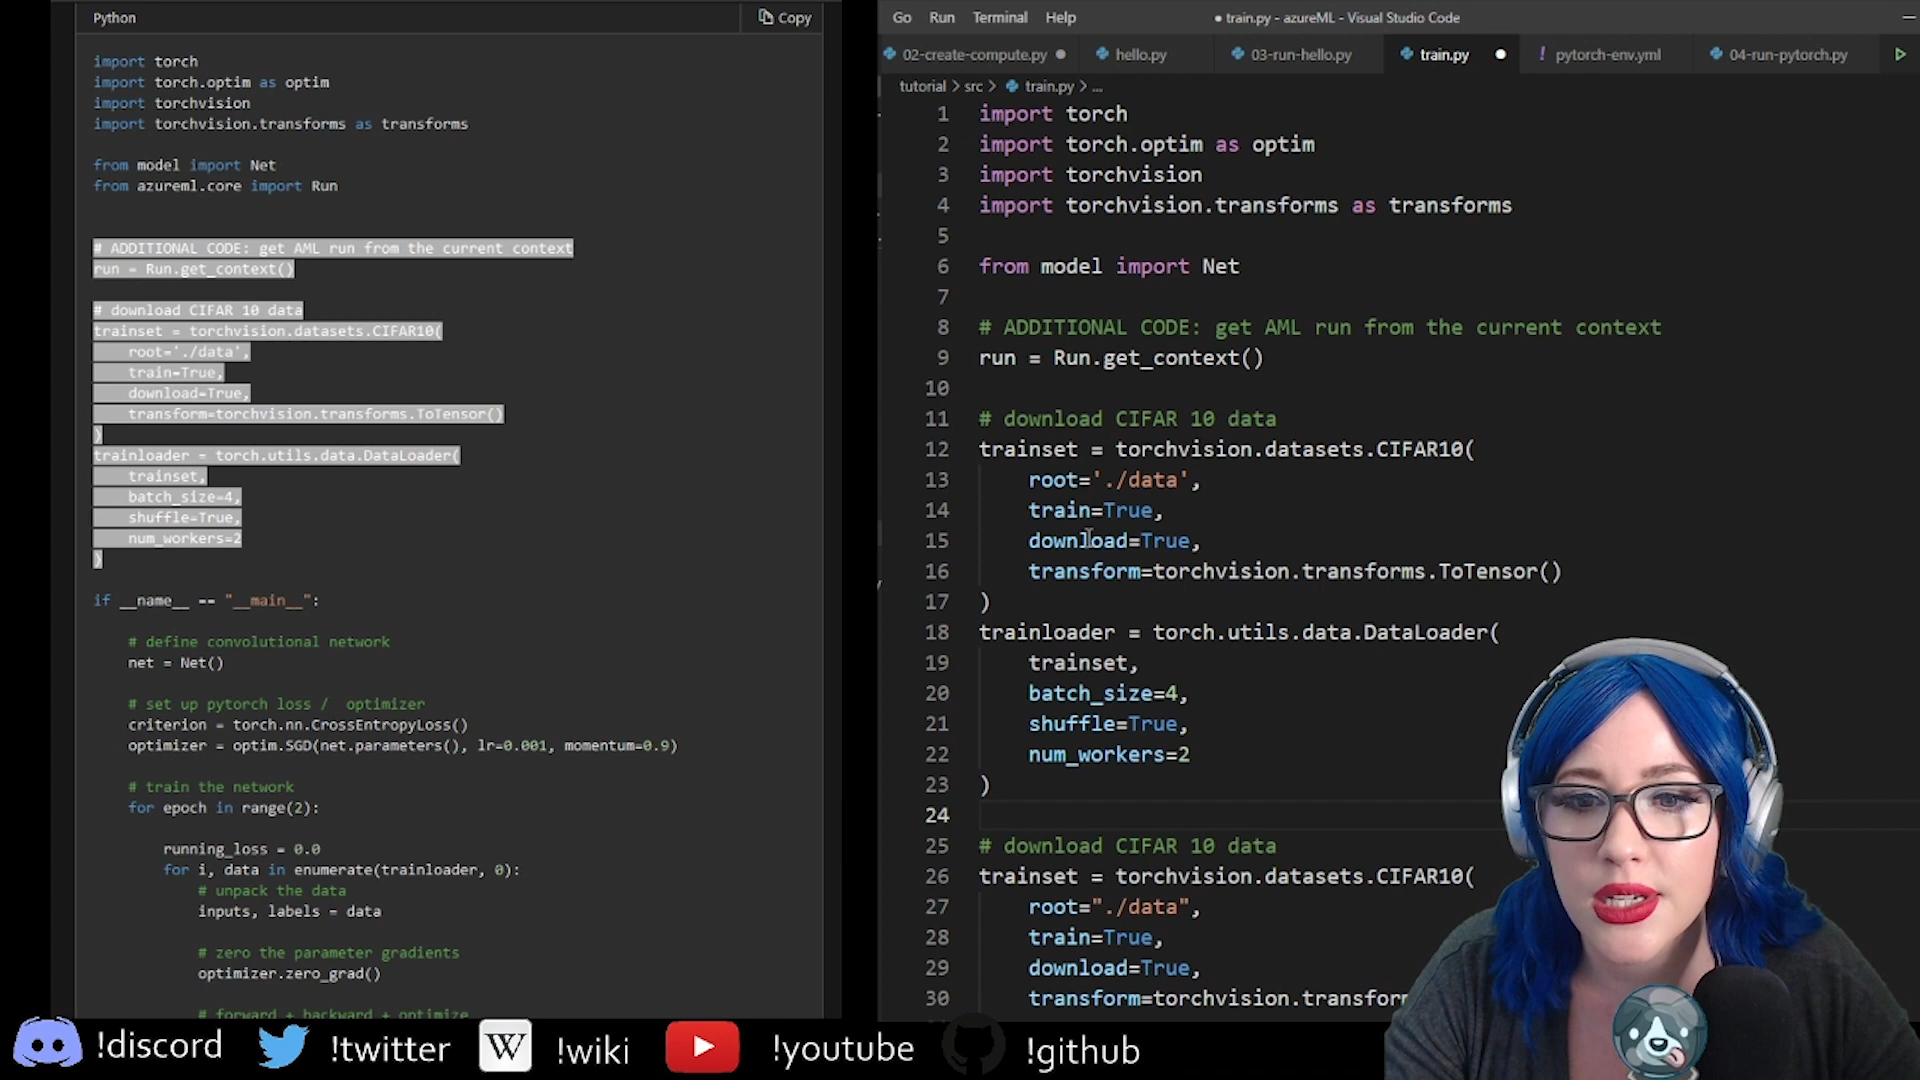 Python
Copy
import torch
import torch.optim as optim
import torchvision
import torchvision.transforms as transforms
from model import Net
from azureml.core import Run
# ADDITIONAL CODE: get AML run from the current context
run = Run.get_context()
# download CIFAR 10 data
trainset = torchvision.datasets.CIFAR10(
root='./data',
train=True,
download=True,
transform=torchvision.transforms.ToTensor()
)
trainloader = torch.utils.data.DataLoader(
trainset,
batch_size=4,
shuffle=True,
num_workers=2
)
if __name__ == "__main__":
# define convolutional network
net = Net()
# set up pytorch loss /  optimizer
criterion = torch.nn.CrossEntropyLoss()
optimizer = optim.SGD(net.parameters(), lr=0.001, momentum=0.9)
# train the network
for epoch in range(2):
running_loss = 0.0
for i, data in enumerate(trainloader, 0):
# unpack the data
inputs, labels = data
# zero the parameter gradients
optimizer.zero_grad()
# forward + backward + optimize
Go Run Terminal Help
● train.py - azureML - Visual Studio Code
02-create-compute.py
hello.py
03-run-hello.py
train.py
! pytorch-env.yml
04-run-pytorch.py
tutorial > src > train.py > ...
1 import torch
2 import torch.optim as optim
3 import torchvision
4 import torchvision.transforms as transforms
5
6 from model import Net
7
8 # ADDITIONAL CODE: get AML run from the current context
9 run = Run.get_context()
10
11 # download CIFAR 10 data
12 trainset = torchvision.datasets.CIFAR10(
13 root='./data',
14 train=True,
15 download=True,
16 transform=torchvision.transforms.ToTensor()
17 )
18 trainloader = torch.utils.data.DataLoader(
19 trainset,
20 batch_size=4,
21 shuffle=True,
22 num_workers=2
23 )
24
25 # download CIFAR 10 data
26 trainset = torchvision.datasets.CIFAR10(
27 root="./data",
28 train=True,
29 download=True,
30 transform=torchvision.transfor
!discord
!twitter
W
!wiki
!youtube
!github